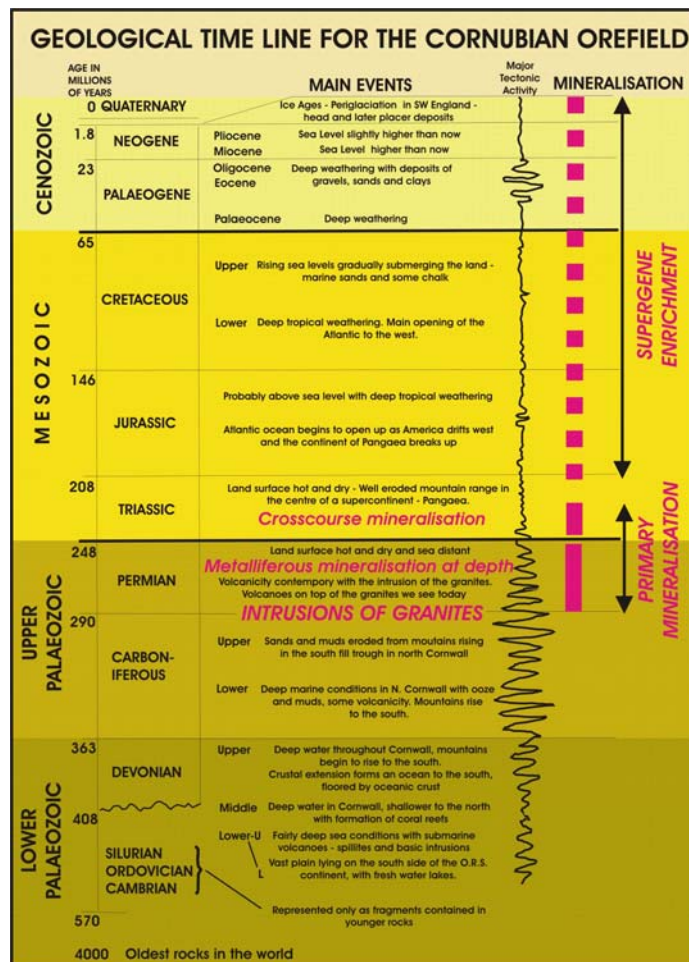 GEOLOGICAL TIME LINE FOR THE CORNUBIAN OREFIELD
AGE IN
MILLIONS
OF YEARS
MAIN EVENTS
Major
Tectonic
Activity
MINERALISATION
CENOZOIC
0 QUATERNARY
Ice Ages - Periglaciation in SW England -
head and later placer deposits
1.8
NEOGENE
Pliocene Sea Level slightly higher than now
Miocene Sea Level higher than now
23
PALAEOGENE
Oligocene Deep weathering with deposits of
Eocene gravels, sands and clays
Palaeocene Deep weathering
65
MESOZOIC
CRETACEOUS
Upper Rising sea levels gradually submerging the land -
marine sands and some chalk
Lower Deep tropical weathering. Main opening of the
Atlantic to the west.
146
JURASSIC
Probably above sea level with deep tropical weathering
Atlantic ocean begins to open up as America drifts west
and the continent of Pangaea breaks up
SUPERGENE
ENRICHMENT
208
TRIASSIC
Land surface hot and dry - Well eroded mountain range in
the centre of a supercontinent - Pangaea.
Crosscourse mineralisation
248
UPPER
PALAEOZOIC
PERMIAN
Land surface hot and dry and sea distant
Metalliferous mineralisation at depth
Volcanicity contempory with the intrusion of the granites.
Volcanoes on top of the granites we see today
INTRUSIONS OF GRANITES
PRIMARY
MINERALISATION
290
CARBON-
IFEROUS
Upper Sands and muds eroded from moutains rising
in the south fill trough in north Cornwall
Lower Deep marine conditions in N. Cornwall with ooze
and muds, some volcanicity. Mountains rise
to the south.
363
LOWER
PALAEOZOIC
DEVONIAN
Upper Deep water throughout Cornwall, mountains
begin to rise to the south.
Crustal extension forms an ocean to the south,
floored by oceanic crust
408
Middle Deep water in Cornwall, shallower to the north
with formation of coral reefs
Lower-U Fairly deep sea conditions with submarine
volcanoes - spillites and basic intrusions
L Vast plain lying on the south side of the O.R.S.
continent, with fresh water lakes.
SILURIAN
ORDOVICIAN
CAMBRIAN
Represented only as fragments contained in
younger rocks
570
4000 Oldest rocks in the world